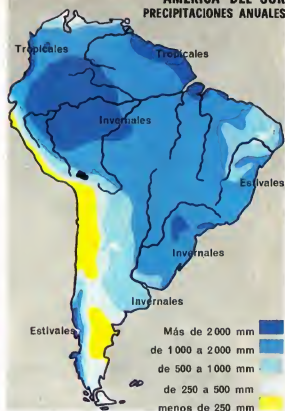 AMERICA DEL SUR
PRECIPITACIONES ANUALES
Tropicales
Tropicales
Invernales
Estivales
Invernales
Invernales
Estivales
Más de 2 000 mm
de 1 000 a 2 000 mm
de 500 a 1 000 mm
de 250 a 500 mm
menos de 250 mm